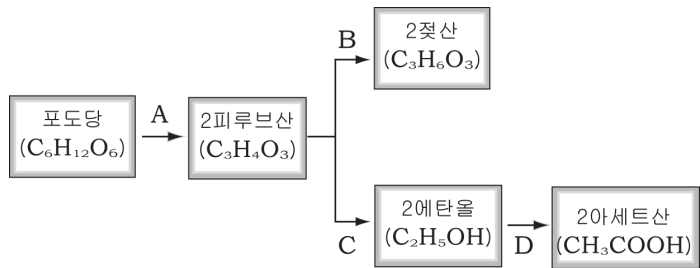 포도당
(C₆H₁₂O₆)
A
2피루브산
(C₃H₄O₃)
B
2젖산
(C₃H₆O₃)
C
2에탄올
(C₂H₅OH)
D
2아세트산
(CH₃COOH)